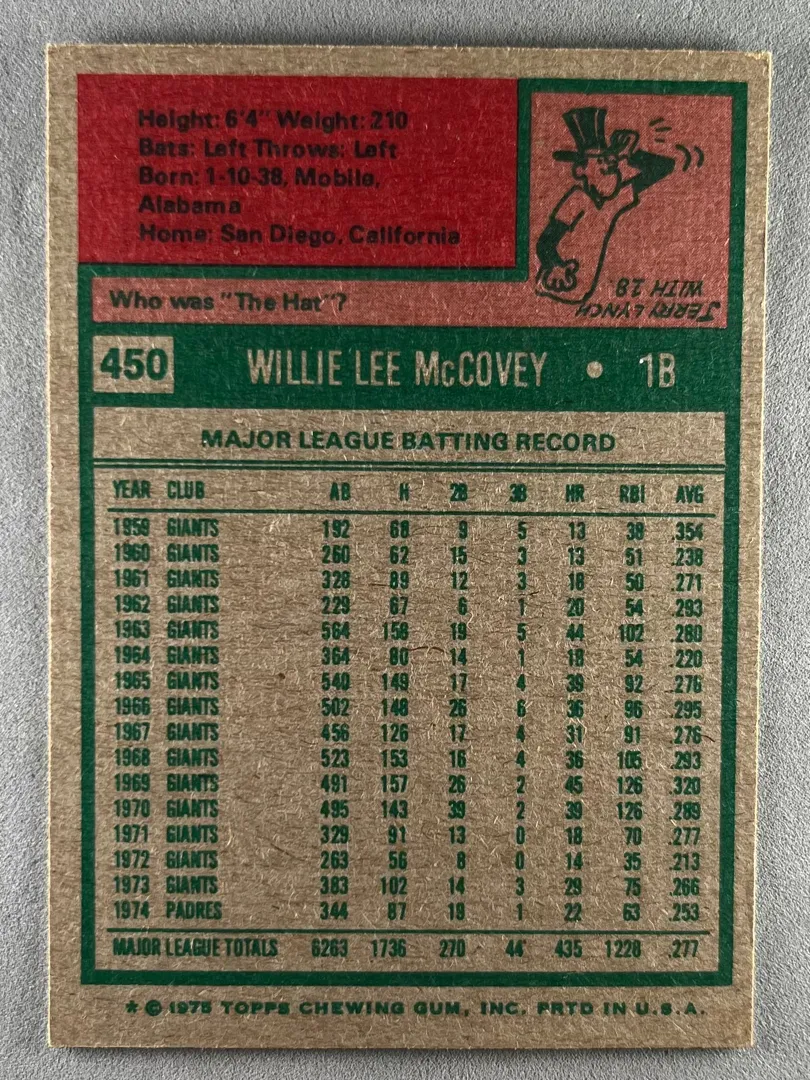 Height: 6'4" Weight: 210
Bats: Left Throws: Left
Born: 1-10-38, Mobile,
Alabama
Home: San Diego, California
Who was "The Hat"?
JERRY LYNCH
WITH 18.
450 WILLIE LEE McCOVEY • 1B
MAJOR LEAGUE BATTING RECORD
YEAR CLUB AB H 2B 3B HR RBI AVG
1959 GIANTS 192 68 9 5 13 38 .354
1960 GIANTS 260 62 15 3 13 51 .238
1961 GIANTS 328 89 12 3 18 50 .271
1962 GIANTS 229 67 6 1 20 54 .293
1963 GIANTS 564 158 19 5 44 102 .280
1964 GIANTS 364 80 14 1 18 54 .220
1965 GIANTS 540 149 17 4 39 92 .276
1966 GIANTS 502 148 26 6 36 96 .295
1967 GIANTS 456 126 17 4 31 91 .276
1968 GIANTS 523 153 16 4 36 105 .293
1969 GIANTS 491 157 26 2 45 126 .320
1970 GIANTS 495 143 39 2 39 126 .289
1971 GIANTS 329 91 13 0 18 70 .277
1972 GIANTS 263 56 8 0 14 35 .213
1973 GIANTS 383 102 14 3 29 75 .266
1974 PADRES 344 87 19 1 22 63 .253
MAJOR LEAGUE TOTALS 6263 1736 270 44 435 1228 .277
* © 1975 TOPPS CHEWING GUM, INC. PRTD IN U.S.A.